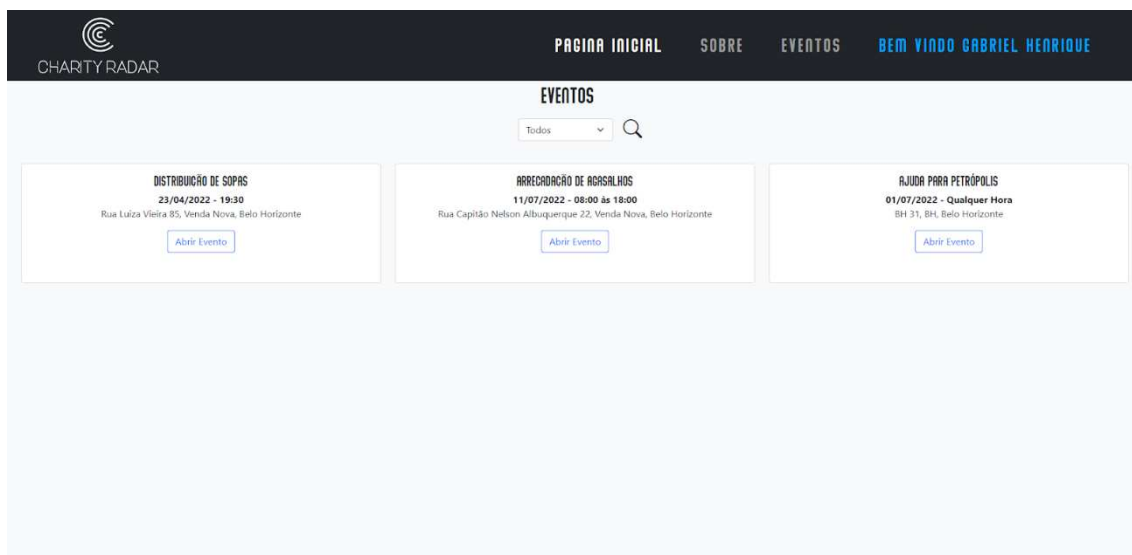 CHARITY RADAR
PAGINA INICIAL SOBRE EVENTOS BEM VINDO GABRIEL HENRIQUE
EVENTOS
Todos
DISTRIBUIÇÃO DE SOPAS
23/04/2022 - 19:30
Rua Luiza Vieira 85, Venda Nova, Belo Horizonte
Abrir Evento
ARRECADAÇÃO DE AGASALHOS
11/07/2022 - 08:00 ás 18:00
Rua Capitão Nelson Albuquerque 22, Venda Nova, Belo Horizonte
Abrir Evento
AJUDA PARA PETRÓPOLIS
01/07/2022 - Qualquer Hora
BH 31, BH, Belo Horizonte
Abrir Evento